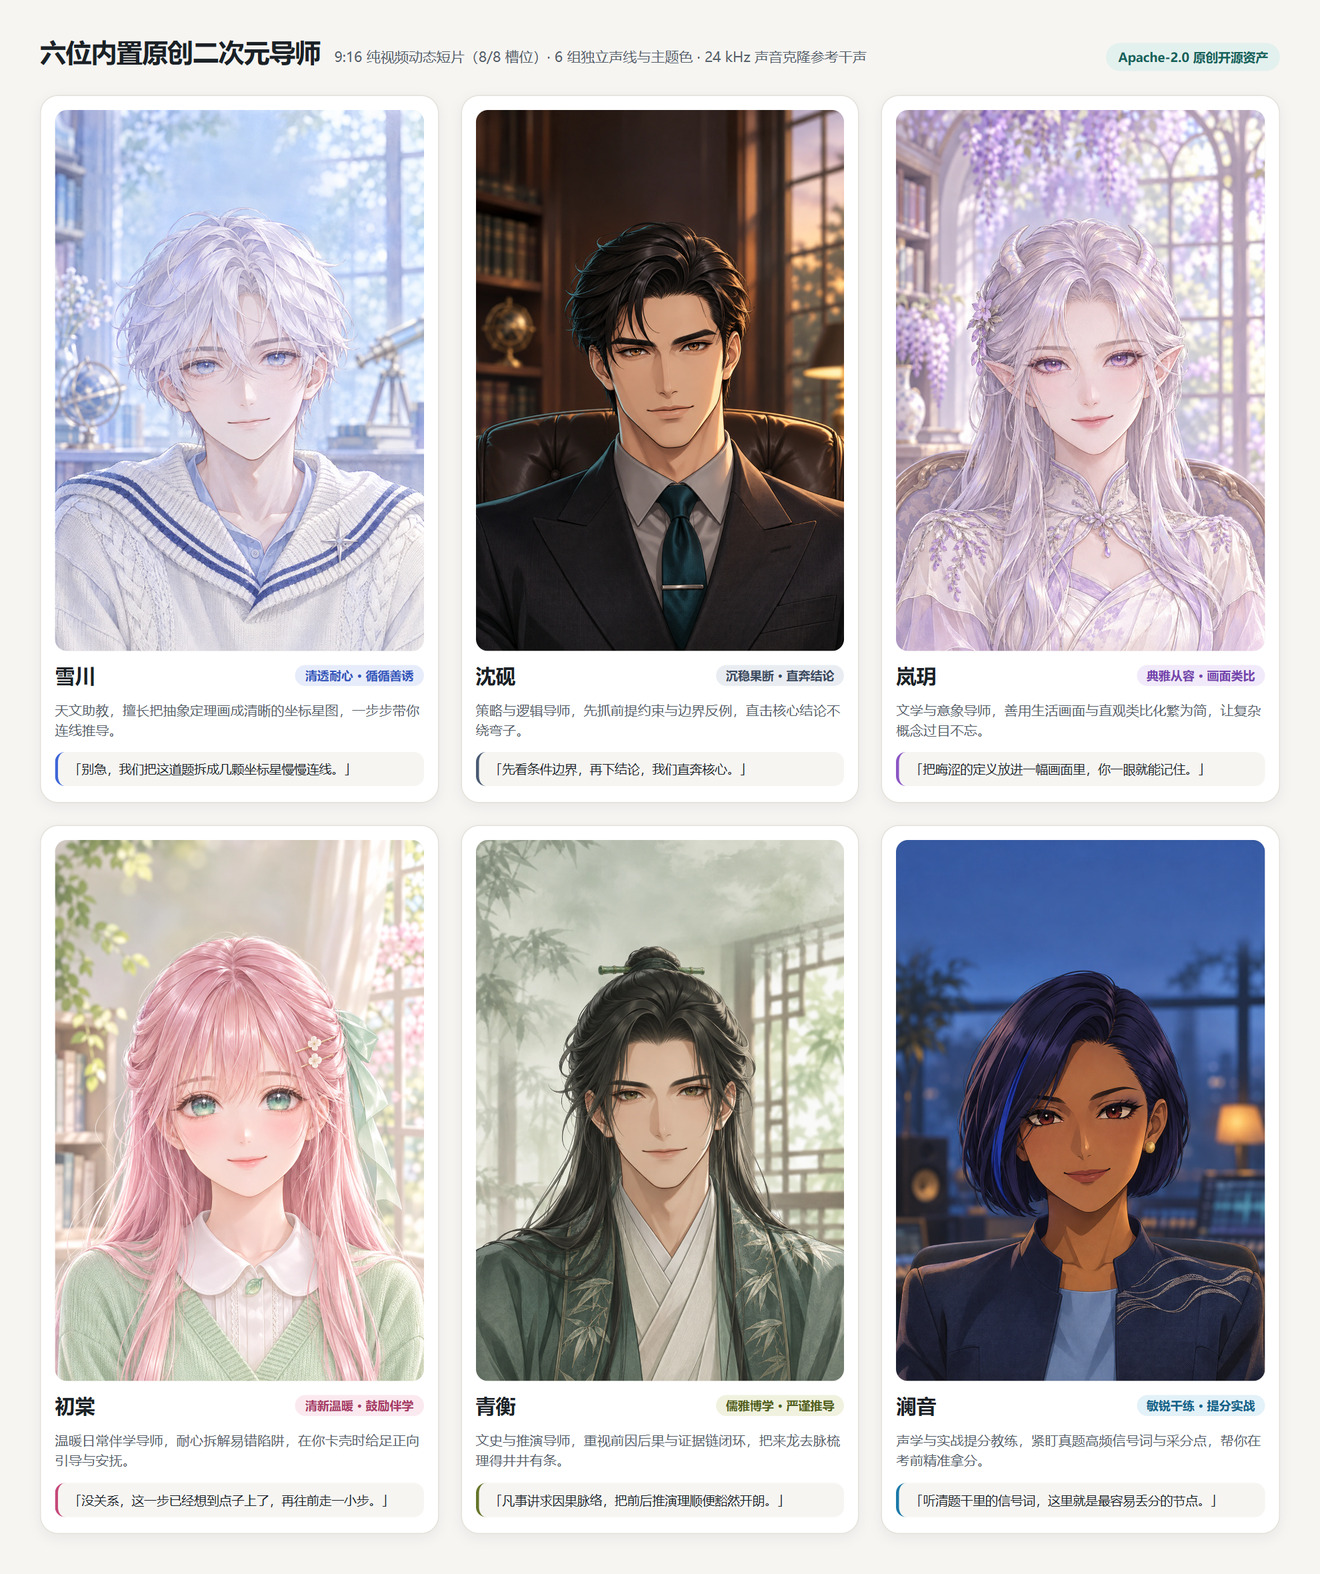 六位内置原创二次元导师
9:16 纯视频动态短片（8/8 槽位）· 6 组独立声线与主题色 · 24 kHz 声音克隆参考干声
Apache-2.0 原创开源资产
雪川
清透耐心・循循善诱
天文助教，擅长把抽象定理画成清晰的坐标星图，一步步带你
连线推导。
「别急，我们把这道题拆成几颗坐标星慢慢连线。」
沈砚
沉稳果断・直奔结论
策略与逻辑导师，先抓前提约束与边界反例，直击核心结论不
绕弯子。
「先看条件边界，再下结论，我们直奔核心。」
岚玥
典雅从容・画面类比
文学与意象导师，善用生活画面与直观类比化繁为简，让复杂
概念过目不忘。
「把晦涩的定义放进一幅画面里，你一眼就能记住。」
初棠
清新温暖・鼓励伴学
温暖日常伴学导师，耐心拆解易错陷阱，在你卡壳时给足正向
引导与安抚。
「没关系，这一步已经想到点子上了，再往前走一小步。」
青衡
儒雅博学・严谨推导
文史与推演导师，重视前因后果与证据链闭环，把来龙去脉梳
理得井井有条。
「凡事讲求因果脉络，把前后推演理顺便豁然开朗。」
澜音
敏锐干练・提分实战
声学与实战提分教练，紧盯真题高频信号词与采分点，帮你在
考前精准拿分。
「听清题干里的信号词，这里就是最容易丢分的节点。」